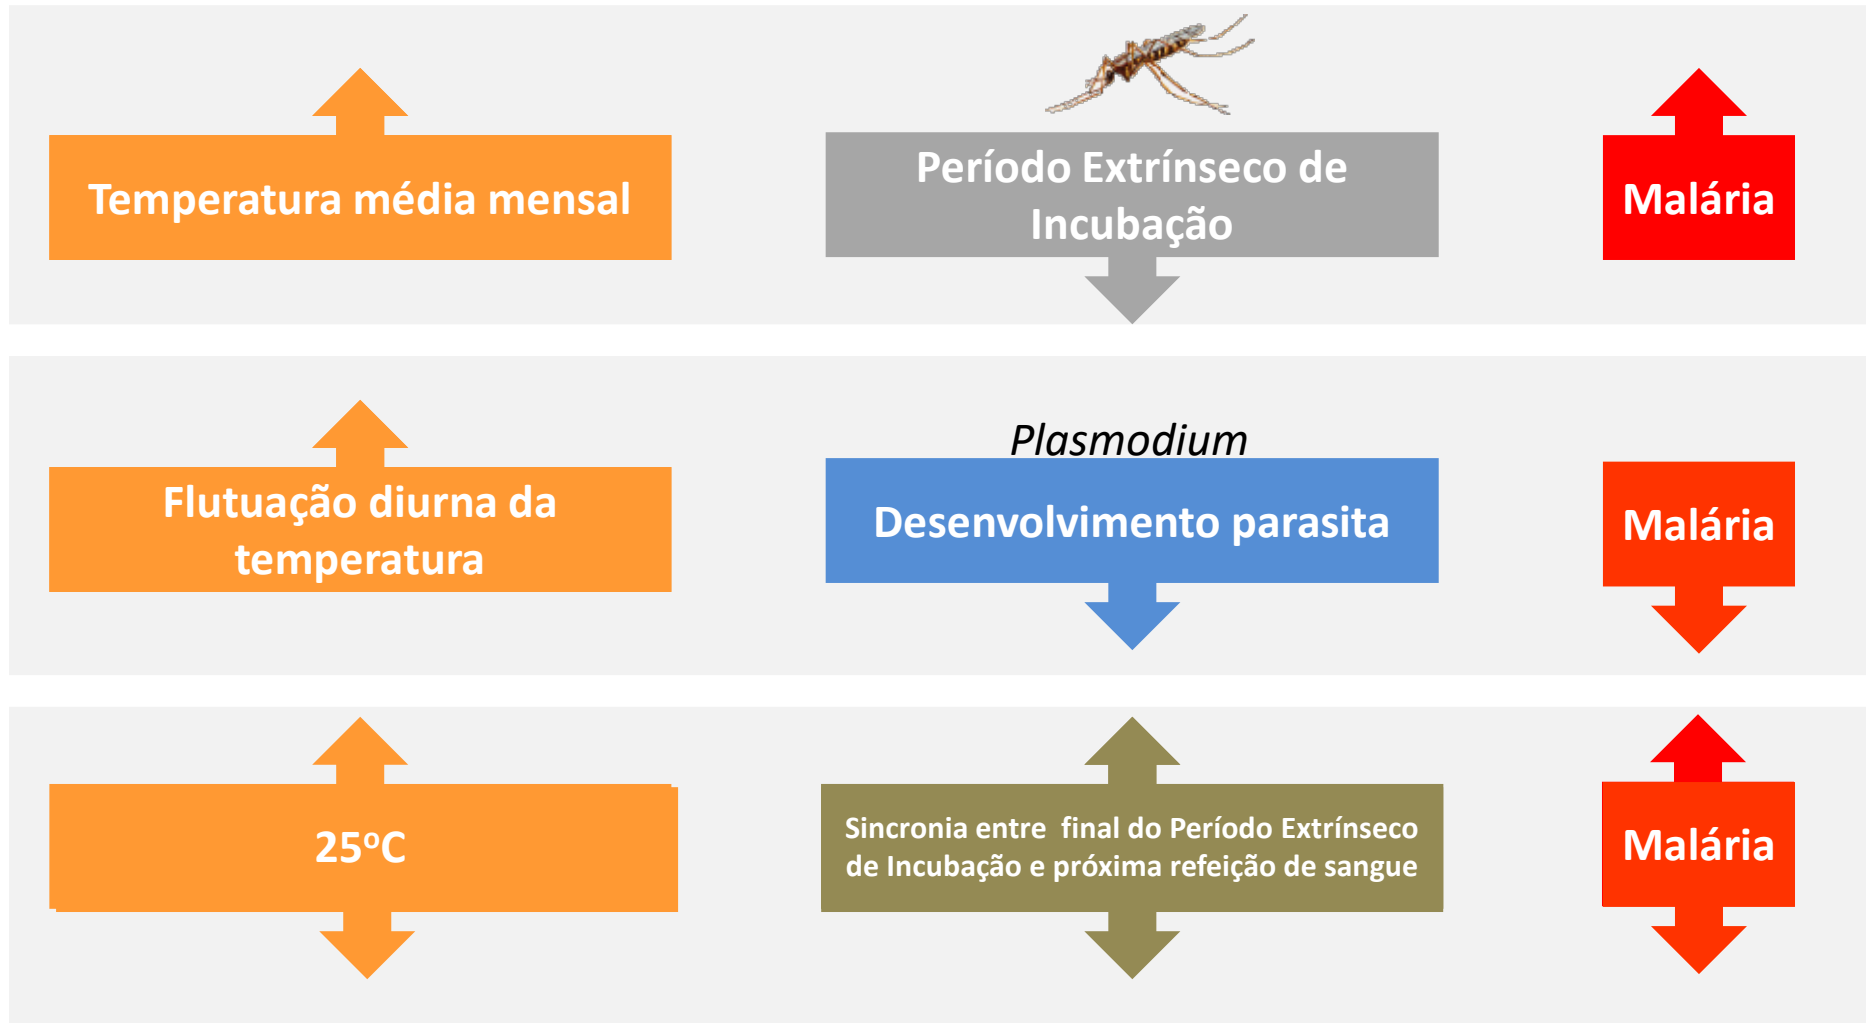 Temperatura média mensal
Período Extrínseco de
Incubação
Malária
Plasmodium
Flutuação diurna da
temperatura
Desenvolvimento parasita
Malária
25ºC
Sincronia entre final do Período Extrínseco
de Incubação e próxima refeição de sangue
Malária